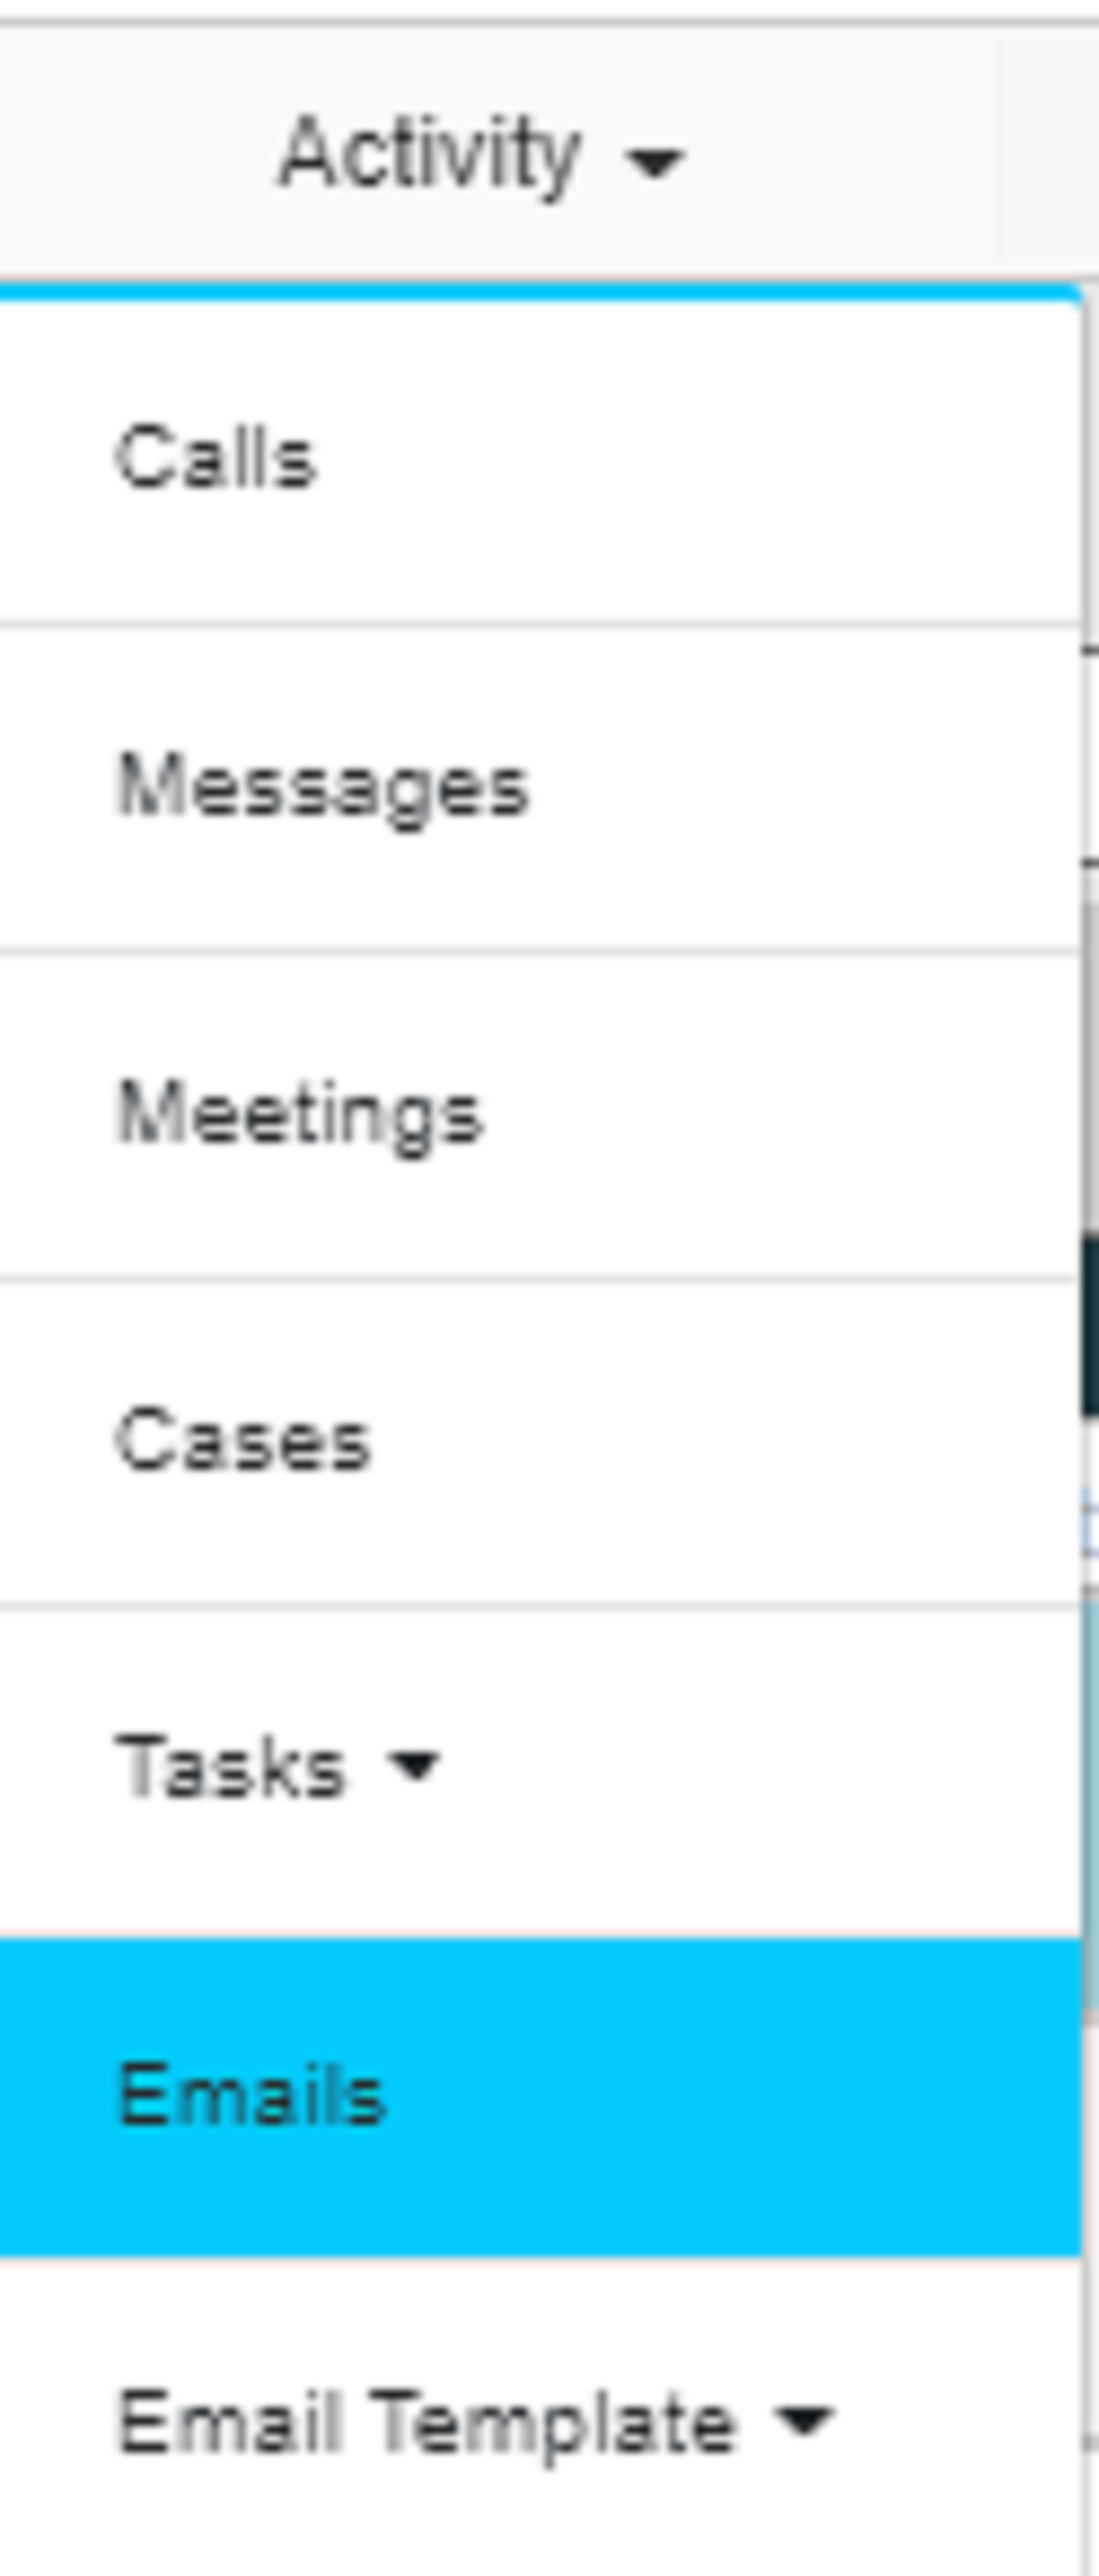 Activity
Calls
Messages
Meetings
Cases
Tasks
Emails
Email Template